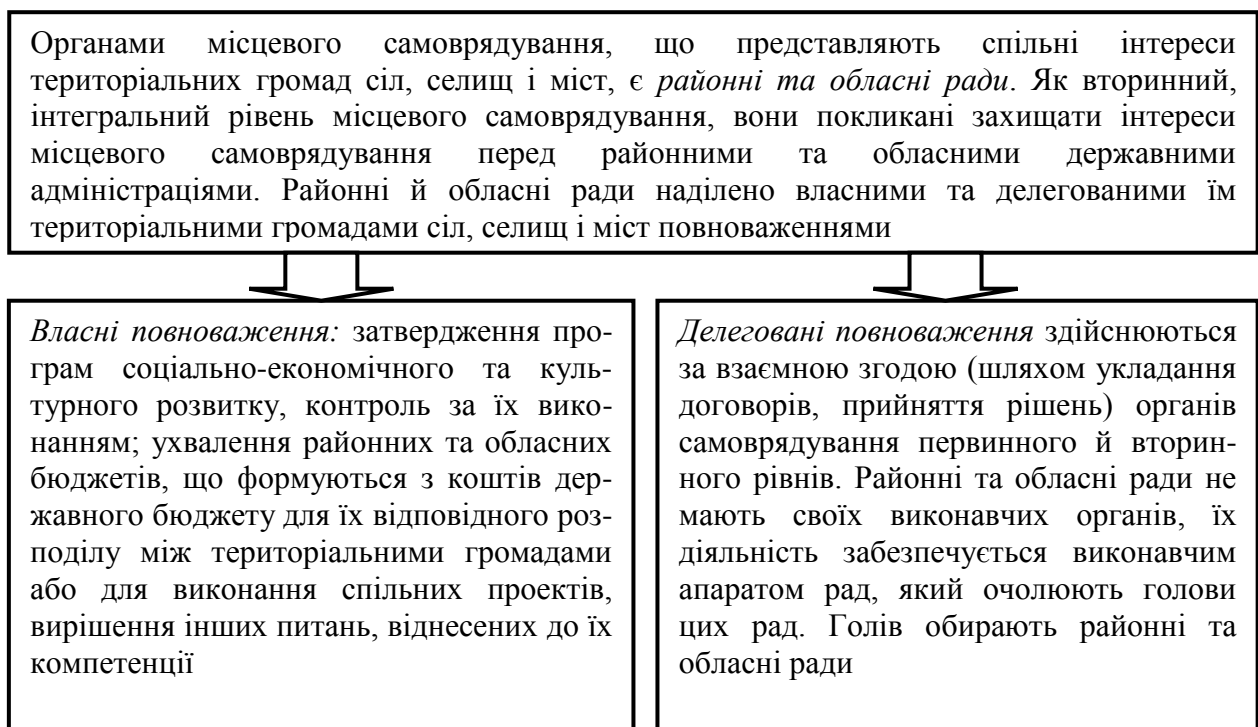 Органами місцевого самоврядування, що представляють спільні інтереси
територіальних громад сіл, селищ і міст, є районні та обласні ради. Як вторинний,
інтегральний рівень місцевого самоврядування, вони покликані захищати інтереси
місцевого самоврядування перед районними та обласними державними
адміністраціями. Районні й обласні ради наділено власними та делегованими їм
територіальними громадами сіл, селищ і міст повноваженнями
Власні повноваження: затвердження про-
грам соціально-економічного та куль-
турного розвитку, контроль за їх вико-
нанням; ухвалення районних та обласних
бюджетів, що формуються з коштів дер-
жавного бюджету для їх відповідного роз-
поділу між територіальними громадами
або для виконання спільних проектів,
вирішення інших питань, віднесених до їх
компетенції
Делеговані повноваження здійснюються
за взаємною згодою (шляхом укладання
договорів, прийняття рішень) органів
самоврядування первинного й вторин-
ного рівнів. Районні та обласні ради не
мають своїх виконавчих органів, їх
діяльність забезпечується виконавчим
апаратом рад, який очолюють голови
цих рад. Голів обирають районні та
обласні ради